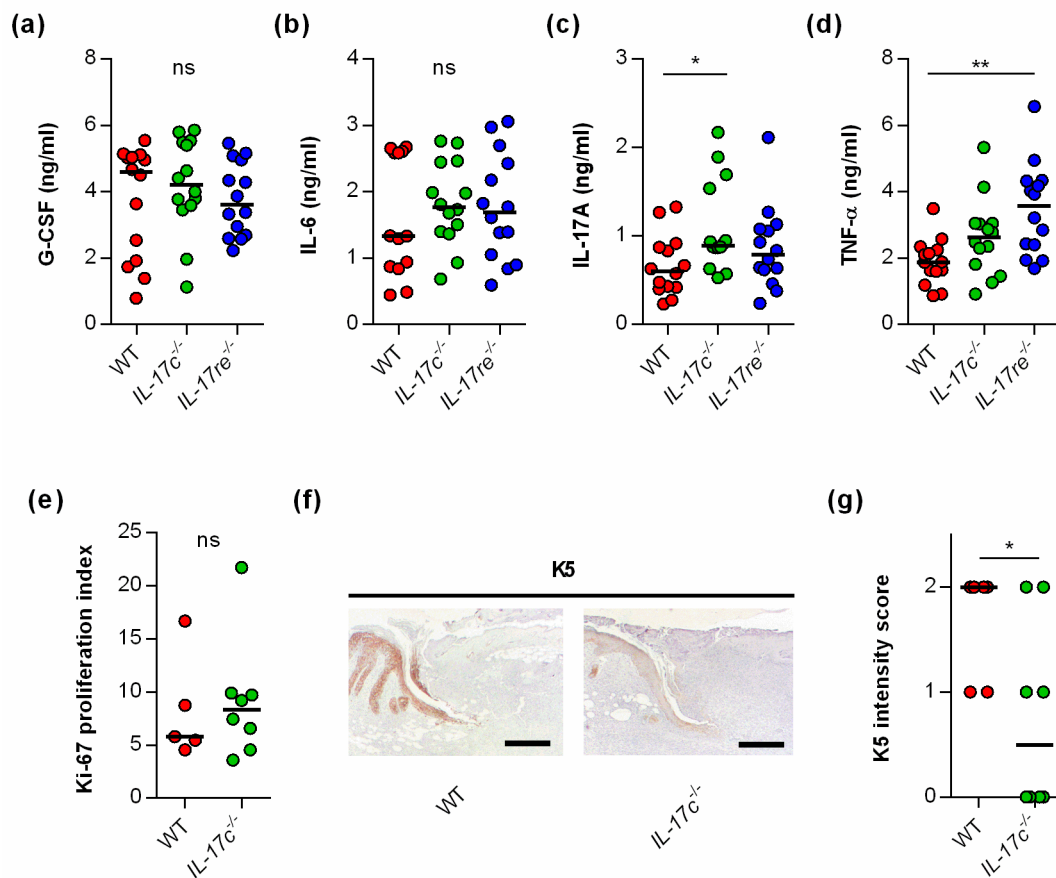 (a)
G-CSF (ng/ml)
8
6
4
2
0
ns
WT
IL-17c-/-
IL-17re-/-
(b)
IL-6 (ng/ml)
4
3
2
1
0
ns
WT
IL-17c-/-
IL-17re-/-
(c)
IL-17A (ng/ml)
3
2
1
0
*
WT
IL-17c-/-
IL-17re-/-
(d)
TNF-α (ng/ml)
8
6
4
2
0
**
WT
IL-17c-/-
IL-17re-/-
(e)
Ki-67 proliferation index
25
20
15
10
5
0
ns
WT
IL-17c-/-
(f)
K5
WT
IL-17c-/-
(g)
K5 intensity score
2
1
0
*
WT
IL-17c-/-